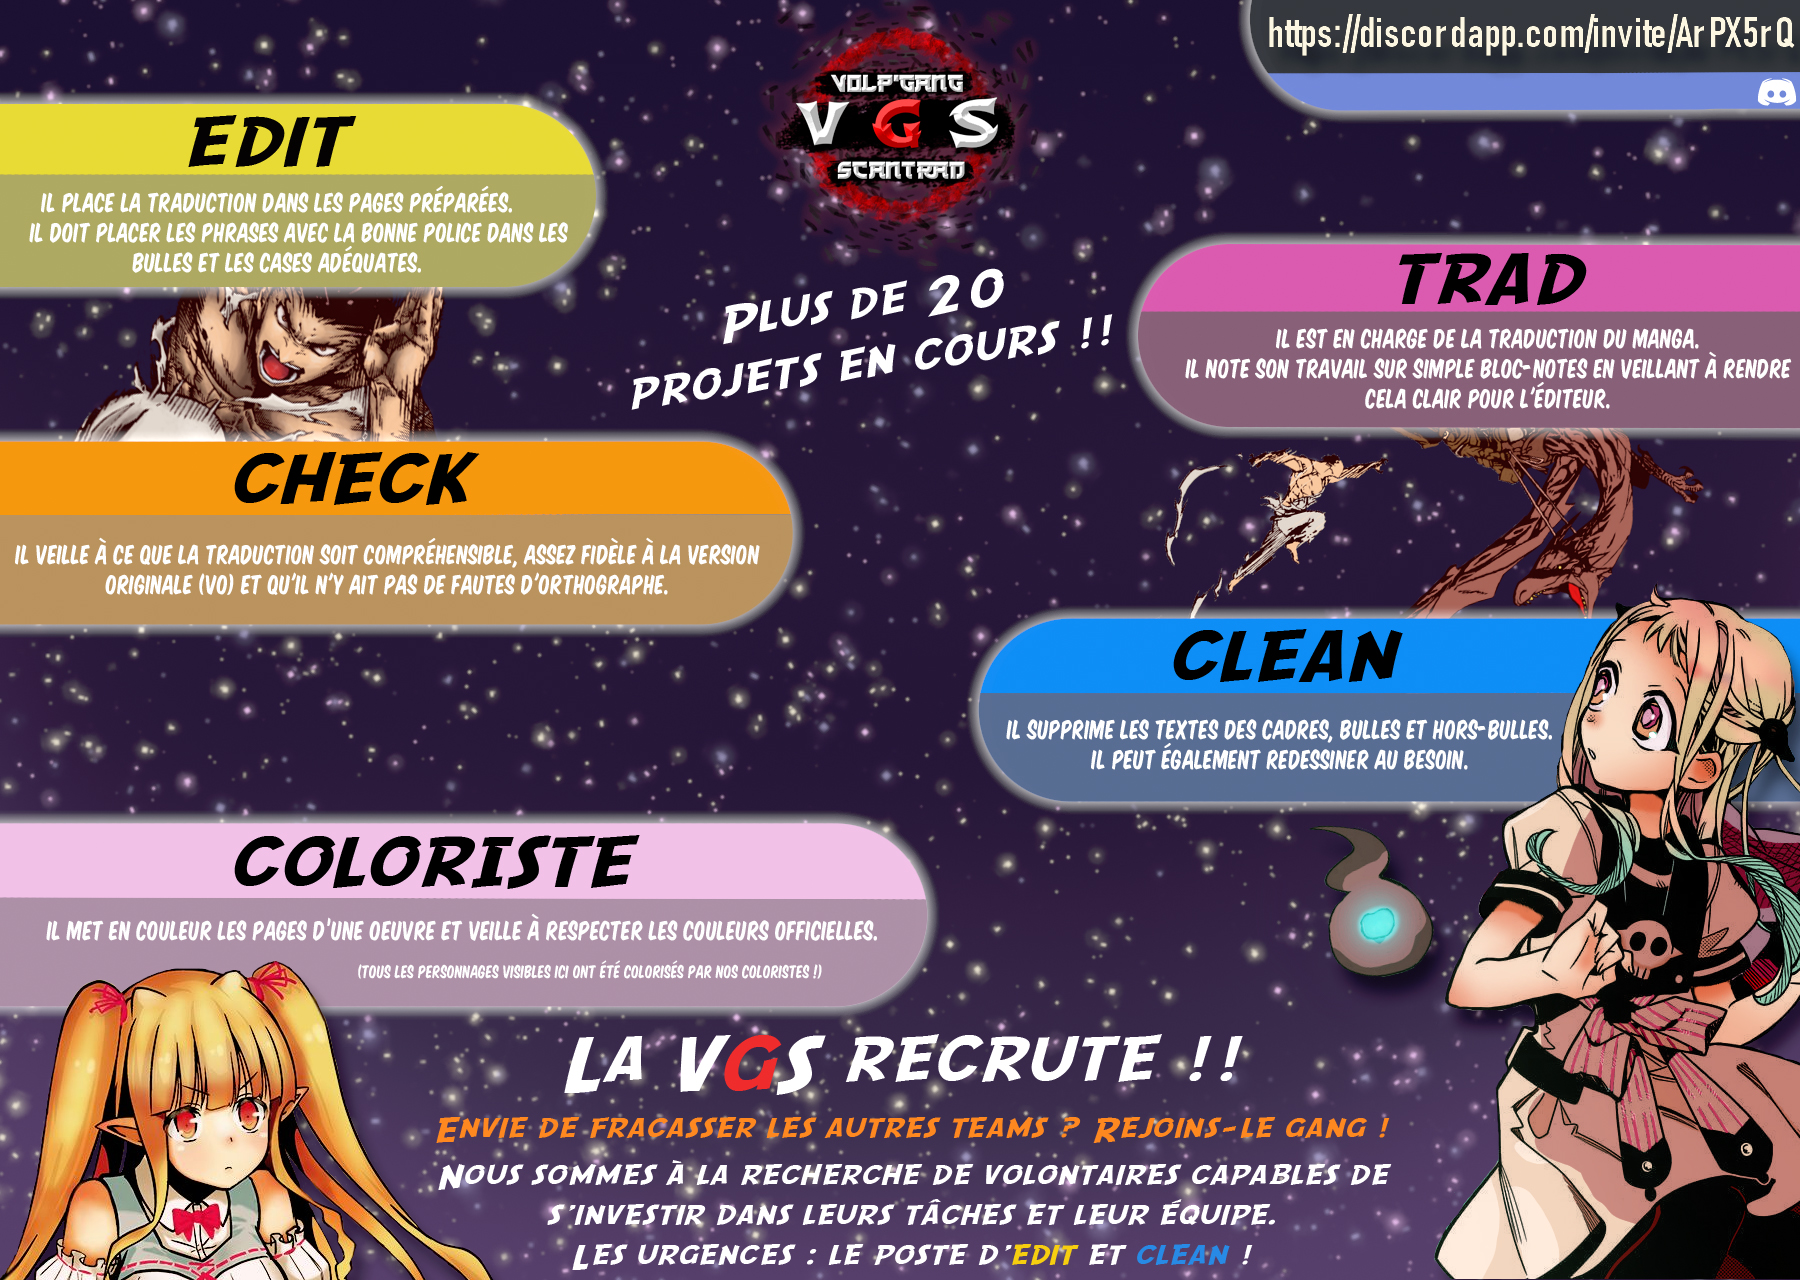 https://discordapp.com/invite/ArPX5rQ
VOLP'GANG
VGS
SCANTRAD
EDIT
IL PLACE LA TRADUCTION DANS LES PAGES PRÉPARÉES.
IL DOIT PLACER LES PHRASES AVEC LA BONNE POLICE DANS LES
BULLES ET LES CASES ADÉQUATES.
PLUS DE 20
PROJETS EN COURS !!
TRAD
IL EST EN CHARGE DE LA TRADUCTION DU MANGA.
IL NOTE SON TRAVAIL SUR SIMPLE BLOC-NOTES EN VEILLANT À RENDRE
CELA CLAIR POUR L'ÉDITEUR.
CHECK
IL VEILLE À CE QUE LA TRADUCTION SOIT COMPRÉHENSIBLE, ASSEZ FIDÈLE À LA VERSION
ORIGINALE (VO) ET QU'IL N'Y AIT PAS DE FAUTES D'ORTHOGRAPHE.
CLEAN
IL SUPPRIME LES TEXTES DES CADRES, BULLES ET HORS-BULLES.
IL PEUT ÉGALEMENT REDESSINER AU BESOIN.
COLORISTE
IL MET EN COULEUR LES PAGES D'UNE OEUVRE ET VEILLE À RESPECTER LES COULEURS OFFICIELLES.
(TOUS LES PERSONNAGES VISIBLES ICI ONT ÉTÉ COLORISÉS PAR NOS COLORISTES !)
LA VGS RECRUTE !!
ENVIE DE FRACASSER LES AUTRES TEAMS ? REJOINS-LE GANG !
NOUS SOMMES À LA RECHERCHE DE VOLONTAIRES CAPABLES DE
S'INVESTIR DANS LEURS TÂCHES ET LEUR ÉQUIPE.
LES URGENCES : LE POSTE D'EDIT ET CLEAN !